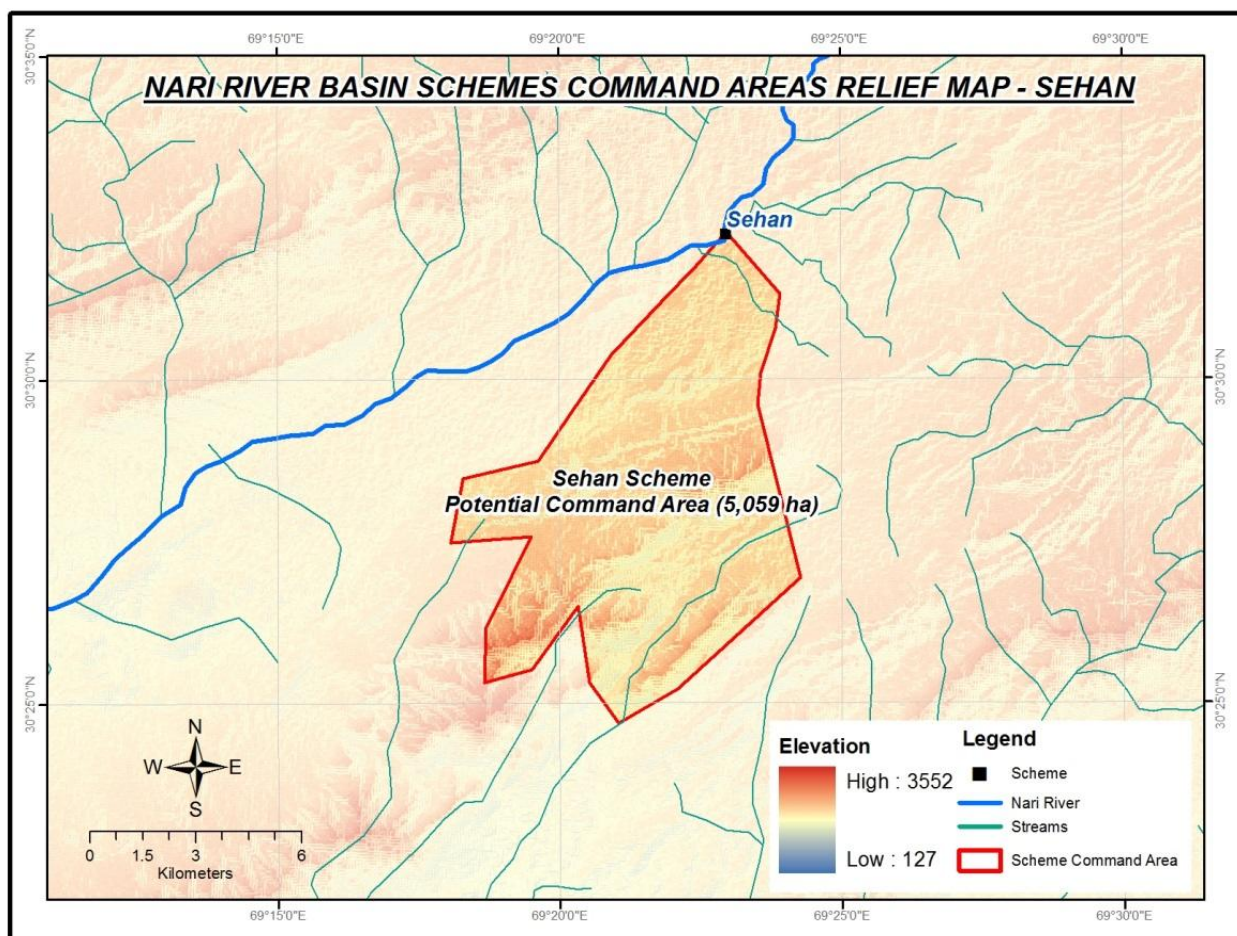 69°15'0"E 69°20'0"E 69°25'0"E 69°30'0"E
30°35'0"N
NARI RIVER BASIN SCHEMES COMMAND AREAS RELIEF MAP - SEHAN
Sehan
30°30'0"N 30°30'0"N
Sehan Scheme
Potential Command Area (5,059 ha)
30°25'0"N 30°25'0"N
N
W E
S
0 1.5 3 6
Kilometers
Elevation
High : 3552
Low : 127
Legend
Scheme
Nari River
Streams
Scheme Command Area
69°15'0"E 69°20'0"E 69°25'0"E 69°30'0"E